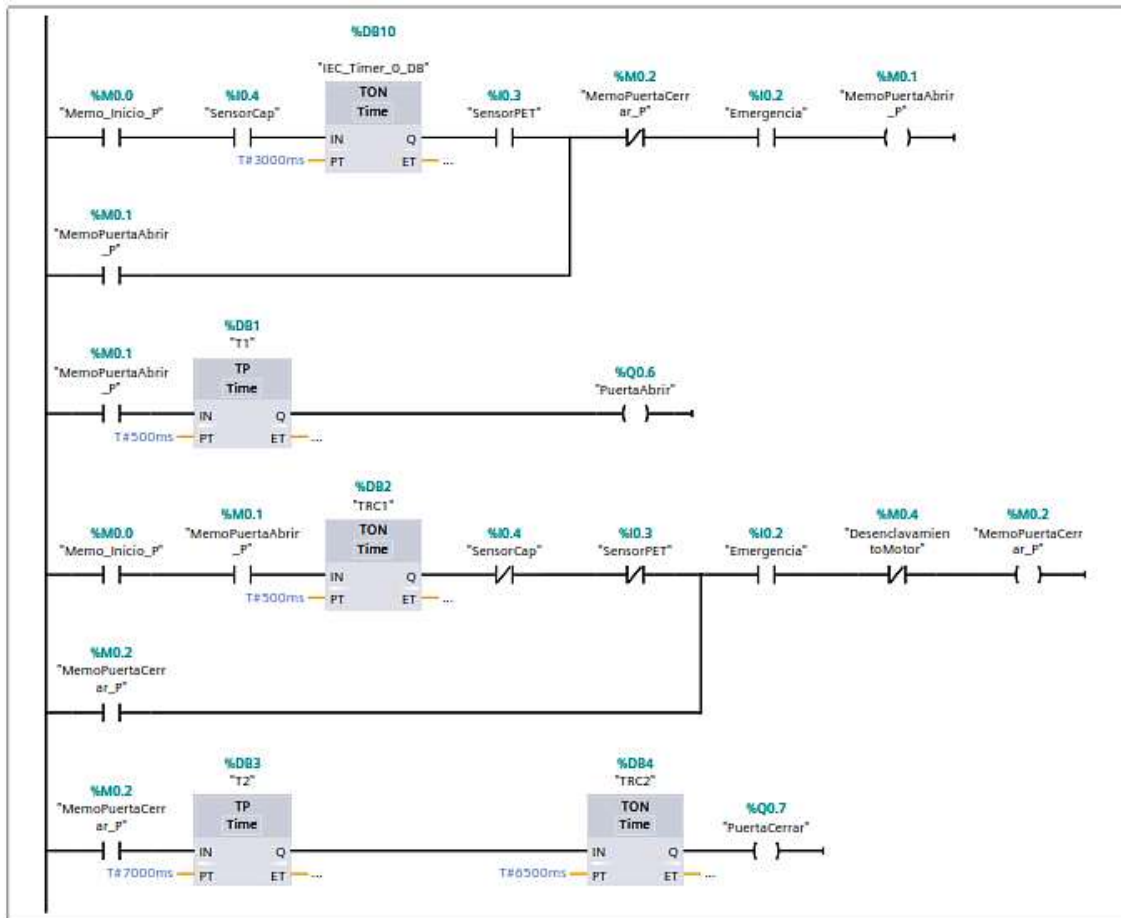 %DB10
"IEC_Timer_0_DB"
%M0.0 %I0.4 TON %I0.3 %M0.2 %I0.2 %M0.1
"Memo_Inicio_P" "SensorCap" Time "SensorPET" "MemoPuertaCerr "Emergencia" "MemoPuertaAbrir
ar_P" _P"
IN Q
T#3000ms PT ET ...
%M0.1
"MemoPuertaAbrir
_P"
%DB1
"T1"
%M0.1 TP %Q0.6
"MemoPuertaAbrir Time "PuertaAbrir"
_P"
IN Q
T#500ms PT ET ...
%DB2
"TRC1"
%M0.0 %M0.1 TON %I0.4 %I0.3 %I0.2 %M0.4 %M0.2
"Memo_Inicio_P" "MemoPuertaAbrir Time "SensorCap" "SensorPET" "Emergencia" "Desenclavamien "MemoPuertaCerr
_P" toMotor" ar_P"
IN Q
T#500ms PT ET ...
%M0.2
"MemoPuertaCerr
ar_P"
%DB3 %DB4
"T2" "TRC2"
%M0.2 TP TON %Q0.7
"MemoPuertaCerr Time Time "PuertaCerrar"
ar_P"
IN Q IN Q
T#7000ms PT ET ... T#6500ms PT ET ...